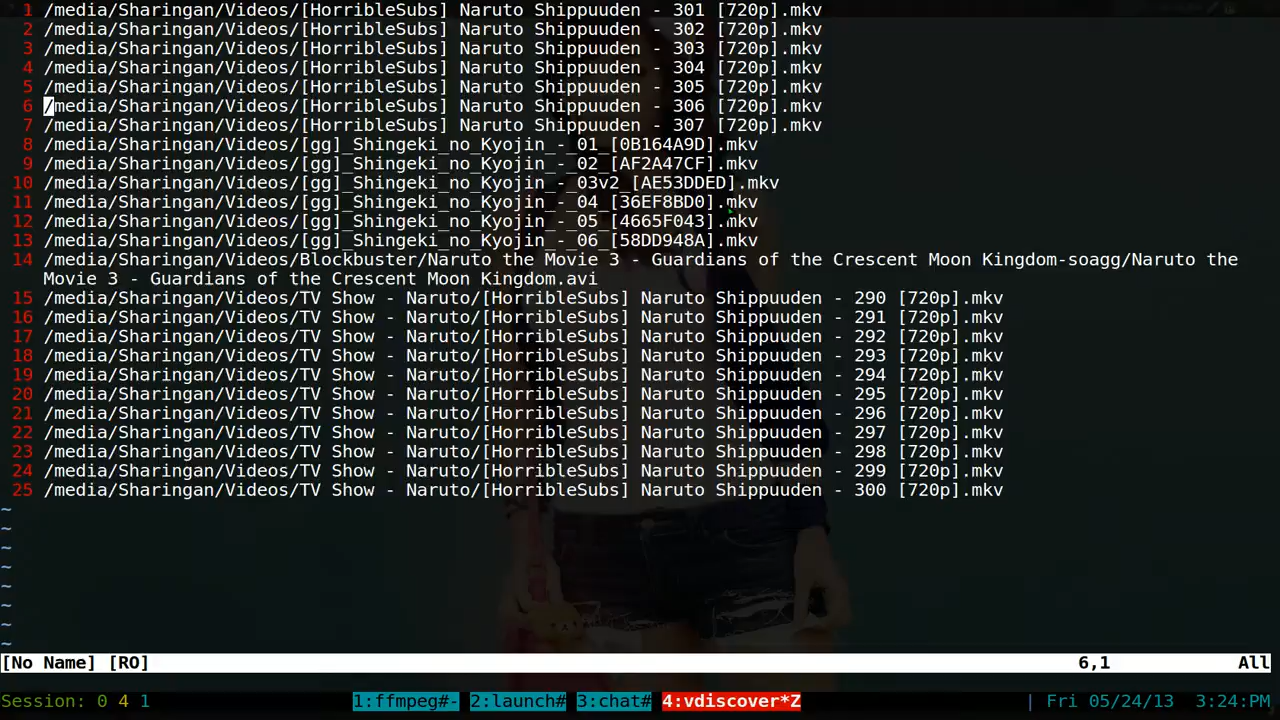 1 /media/Sharingan/Videos/[HorribleSubs] Naruto Shippuuden - 301 [720p].mkv
2 /media/Sharingan/Videos/[HorribleSubs] Naruto Shippuuden - 302 [720p].mkv
3 /media/Sharingan/Videos/[HorribleSubs] Naruto Shippuuden - 303 [720p].mkv
4 /media/Sharingan/Videos/[HorribleSubs] Naruto Shippuuden - 304 [720p].mkv
5 /media/Sharingan/Videos/[HorribleSubs] Naruto Shippuuden - 305 [720p].mkv
6 /media/Sharingan/Videos/[HorribleSubs] Naruto Shippuuden - 306 [720p].mkv
7 /media/Sharingan/Videos/[HorribleSubs] Naruto Shippuuden - 307 [720p].mkv
8 /media/Sharingan/Videos/[gg]_Shingeki_no_Kyojin_-_01_[0B164A9D].mkv
9 /media/Sharingan/Videos/[gg]_Shingeki_no_Kyojin_-_02_[AF2A47CF].mkv
10 /media/Sharingan/Videos/[gg]_Shingeki_no_Kyojin_-_03v2_[AE53DDED].mkv
11 /media/Sharingan/Videos/[gg]_Shingeki_no_Kyojin_-_04_[36EF8BD0].mkv
12 /media/Sharingan/Videos/[gg]_Shingeki_no_Kyojin_-_05_[4665F043].mkv
13 /media/Sharingan/Videos/[gg]_Shingeki_no_Kyojin_-_06_[58DD948A].mkv
14 /media/Sharingan/Videos/Blockbuster/Naruto the Movie 3 - Guardians of the Crescent Moon Kingdom-soagg/Naruto the
Movie 3 - Guardians of the Crescent Moon Kingdom.avi
15 /media/Sharingan/Videos/TV Show - Naruto/[HorribleSubs] Naruto Shippuuden - 290 [720p].mkv
16 /media/Sharingan/Videos/TV Show - Naruto/[HorribleSubs] Naruto Shippuuden - 291 [720p].mkv
17 /media/Sharingan/Videos/TV Show - Naruto/[HorribleSubs] Naruto Shippuuden - 292 [720p].mkv
18 /media/Sharingan/Videos/TV Show - Naruto/[HorribleSubs] Naruto Shippuuden - 293 [720p].mkv
19 /media/Sharingan/Videos/TV Show - Naruto/[HorribleSubs] Naruto Shippuuden - 294 [720p].mkv
20 /media/Sharingan/Videos/TV Show - Naruto/[HorribleSubs] Naruto Shippuuden - 295 [720p].mkv
21 /media/Sharingan/Videos/TV Show - Naruto/[HorribleSubs] Naruto Shippuuden - 296 [720p].mkv
22 /media/Sharingan/Videos/TV Show - Naruto/[HorribleSubs] Naruto Shippuuden - 297 [720p].mkv
23 /media/Sharingan/Videos/TV Show - Naruto/[HorribleSubs] Naruto Shippuuden - 298 [720p].mkv
24 /media/Sharingan/Videos/TV Show - Naruto/[HorribleSubs] Naruto Shippuuden - 299 [720p].mkv
25 /media/Sharingan/Videos/TV Show - Naruto/[HorribleSubs] Naruto Shippuuden - 300 [720p].mkv
~
~
~
~
~
~
~
~
[No Name] [RO] 6,1 All
Session: 0 4 1 1:ffmpeg#- 2:launch# 3:chat# 4:vdiscover*Z | Fri 05/24/13 3:24:PM